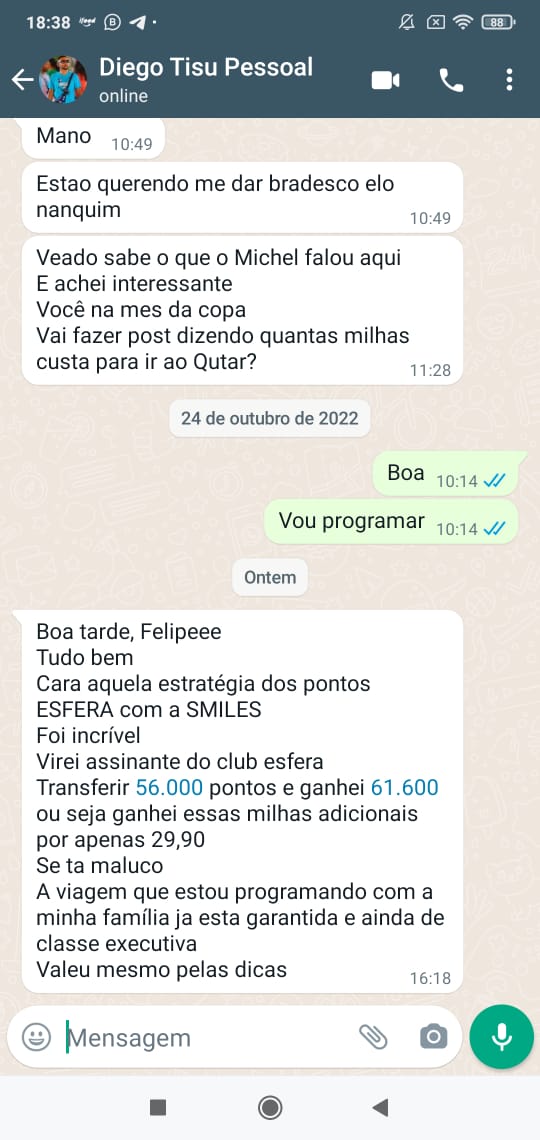 18:38
ifood
88
Diego Tisu Pessoal
online
Mano 10:49
Estao querendo me dar bradesco elo
nanquim
10:49
Veado sabe o que o Michel falou aqui
E achei interessante
Você na mes da copa
Vai fazer post dizendo quantas milhas
custa para ir ao Qutar?
11:28
24 de outubro de 2022
Boa 10:14
Vou programar 10:14
Ontem
Boa tarde, Felipeee
Tudo bem
Cara aquela estratégia dos pontos
ESFERA com a SMILES
Foi incrível
Virei assinante do club esfera
Transferir 56.000 pontos e ganhei 61.600
ou seja ganhei essas milhas adicionais
por apenas 29,90
Se ta maluco
A viagem que estou programando com a
minha família ja esta garantida e ainda de
classe executiva
Valeu mesmo pelas dicas
16:18
Mensagem